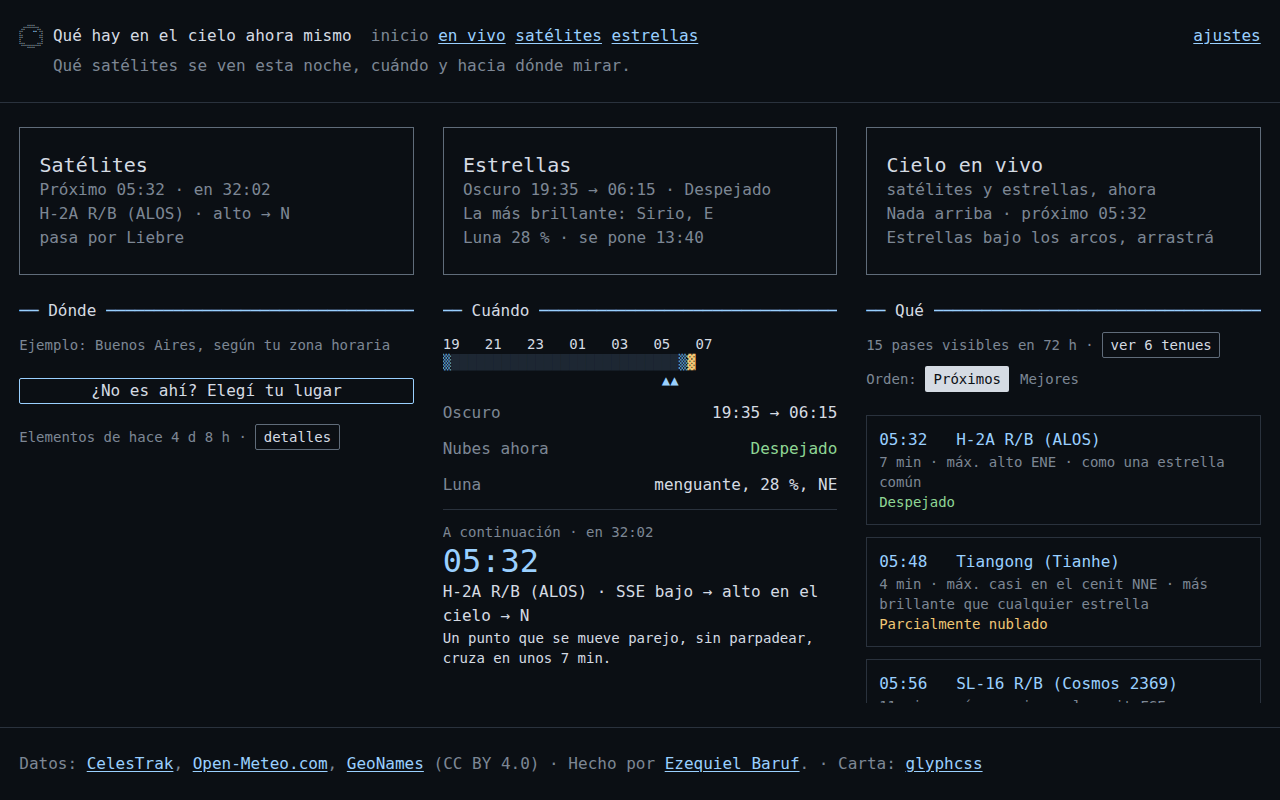 Qué hay en el cielo ahora mismo inicio en vivo satélites estrellas ajustes
Qué satélites se ven esta noche, cuándo y hacia dónde mirar.
Satélites
Próximo 05:32 · en 32:02
H-2A R/B (ALOS) · alto → N
pasa por Liebre
Estrellas
Oscuro 19:35 → 06:15 · Despejado
La más brillante: Sirio, E
Luna 28 % · se pone 13:40
Cielo en vivo
satélites y estrellas, ahora
Nada arriba · próximo 05:32
Estrellas bajo los arcos, arrastrá
Dónde
Ejemplo: Buenos Aires, según tu zona horaria
¿No es ahí? Elegí tu lugar
Elementos de hace 4 d 8 h · detalles
Cuándo
19 21 23 01 03 05 07
▲▲
Oscuro 19:35 → 06:15
Nubes ahora Despejado
Luna menguante, 28 %, NE
A continuación · en 32:02
05:32
H-2A R/B (ALOS) · SSE bajo → alto en el
cielo → N
Un punto que se mueve parejo, sin parpadear,
cruza en unos 7 min.
Qué
15 pases visibles en 72 h · ver 6 tenues
Orden: Próximos Mejores
05:32 H-2A R/B (ALOS)
7 min · máx. alto ENE · como una estrella
común
Despejado
05:48 Tiangong (Tianhe)
4 min · máx. casi en el cenit NNE · más
brillante que cualquier estrella
Parcialmente nublado
05:56 SL-16 R/B (Cosmos 2369)
Datos: CelesTrak, Open-Meteo.com, GeoNames (CC BY 4.0) · Hecho por Ezequiel Baruf. · Carta: glyphcss